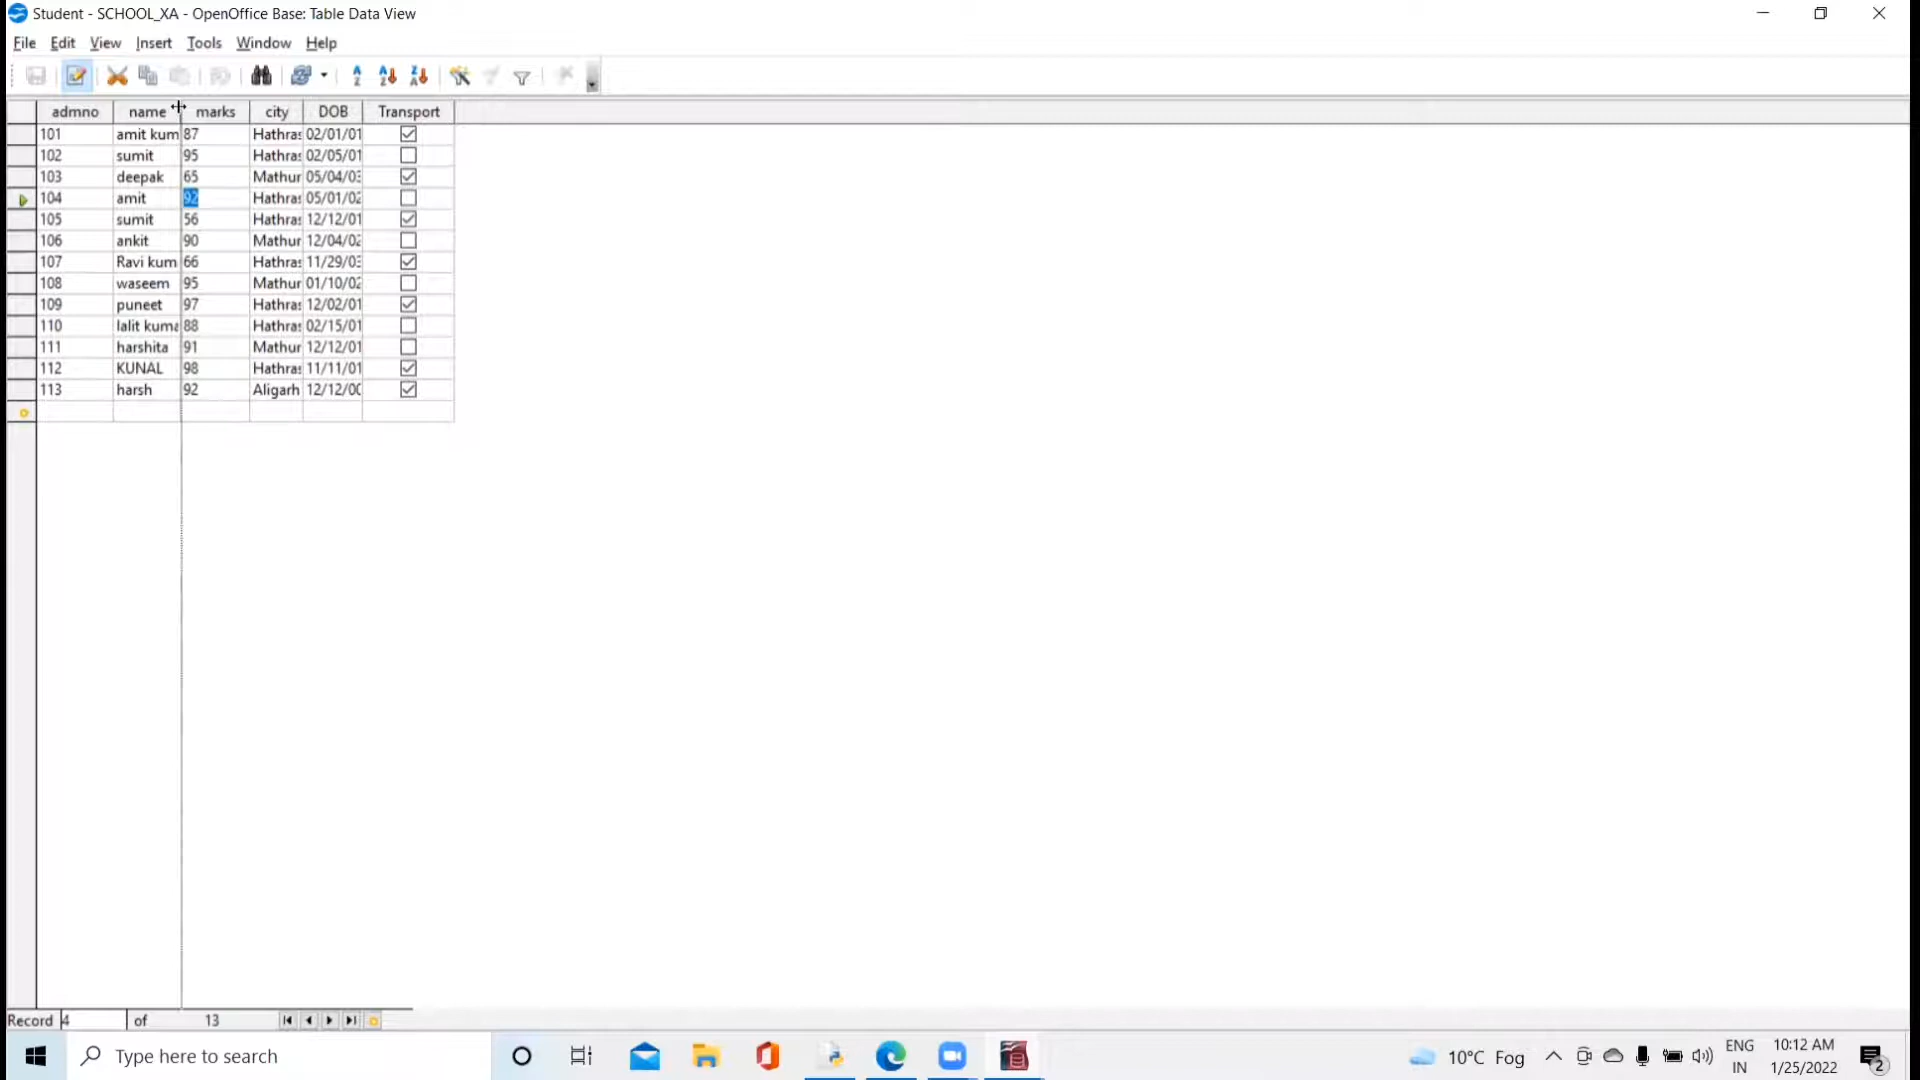 Student - SCHOOL_XA - OpenOffice Base: Table Data View
File Edit View Insert Tools Window Help
admno name marks city DOB Transport
101 amit kum 87 Hathras 02/01/01
102 sumit 95 Hathras 02/05/01
103 deepak 65 Mathur 05/04/03
104 amit 92 Hathras 05/01/02
105 sumit 56 Hathras 12/12/01
106 ankit 90 Mathur 12/04/02
107 Ravi kum 66 Hathras 11/29/03
108 waseem 95 Mathur 01/10/02
109 puneet 97 Hathras 12/02/01
110 lalit kuma 88 Hathras 02/15/01
111 harshita 91 Mathur 12/12/01
112 KUNAL 98 Hathras 11/11/01
113 harsh 92 Aligarh 12/12/00
Record 4 of 13
Type here to search
10°C Fog
ENG
IN
10:12 AM
1/25/2022
2